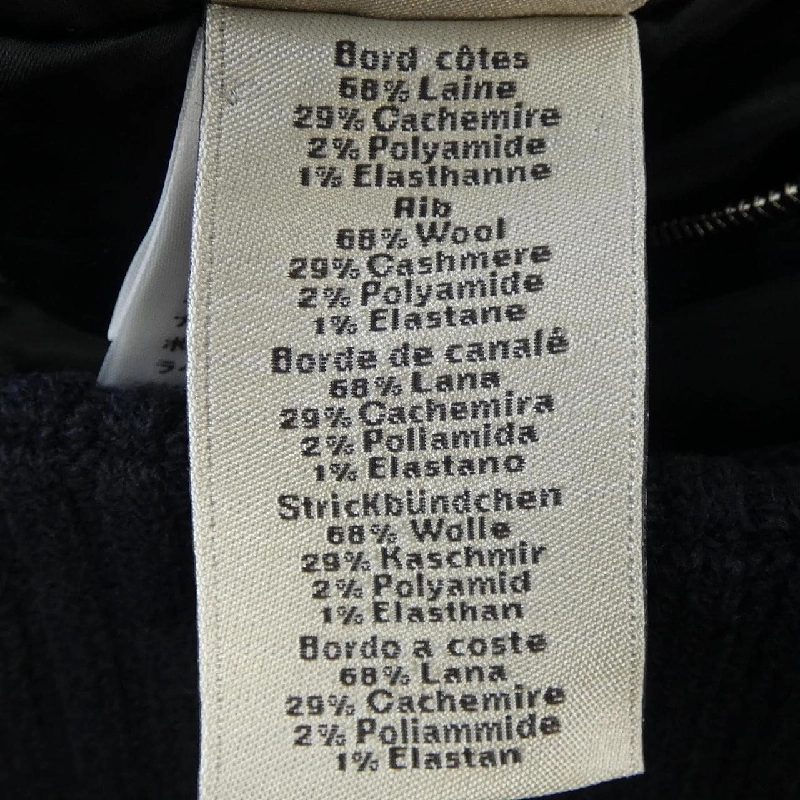 Bord côtes
68% Laine
29% Cachemire
2% Polyamide
1% Elasthanne
Rib
68% Wool
29% Cashmere
2% Polyamide
1% Elastane
Borde de canalé
68% Lana
29% Cachemira
2% Poliamida
1% Elastano
Strickbündchen
68% Wolle
29% Kaschmir
2% Polyamid
1% Elasthan
Bordo a coste
68% Lana
29% Cachemire
2% Poliammide
1% Elastan